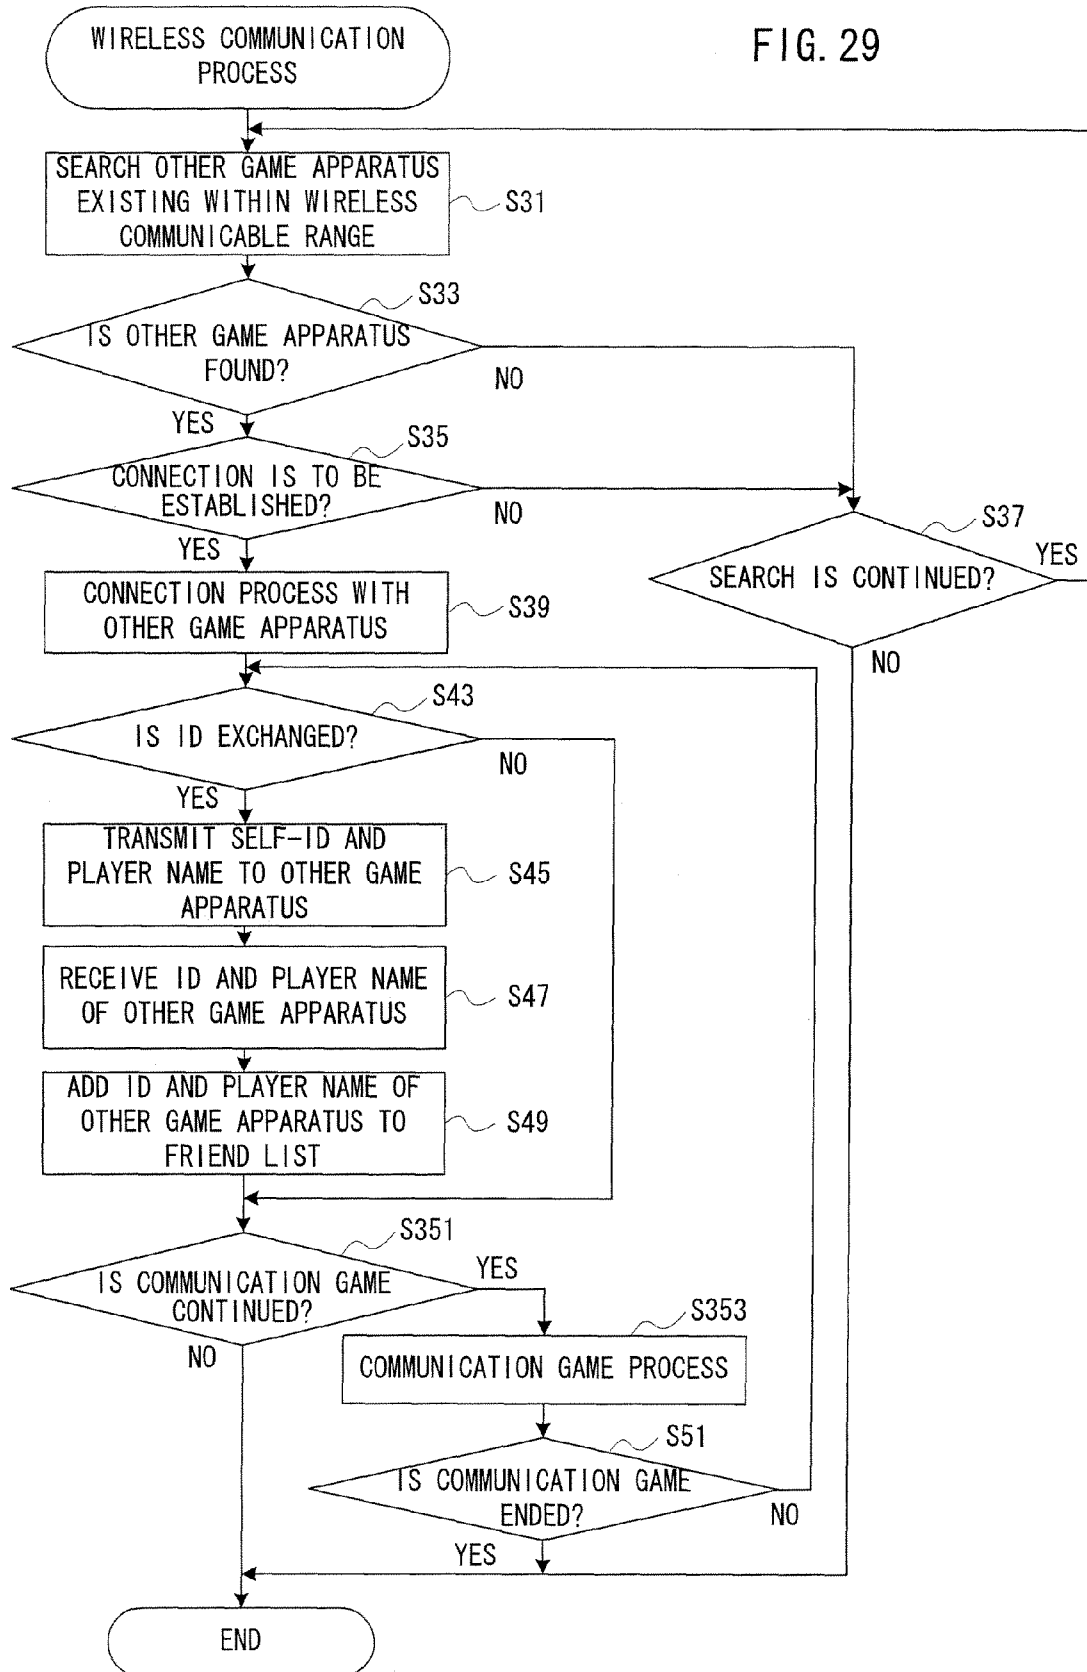 WIRELESS COMMUNICATION
PROCESS
FIG. 29
SEARCH OTHER GAME APPARATUS
EXISTING WITHIN WIRELESS
COMMUNICABLE RANGE
S31
S33
IS OTHER GAME APPARATUS
FOUND?
NO
YES
S35
CONNECTION IS TO BE
ESTABLISHED?
NO
YES
S37
SEARCH IS CONTINUED?
YES
NO
CONNECTION PROCESS WITH
OTHER GAME APPARATUS
S39
S43
IS ID EXCHANGED?
NO
YES
TRANSMIT SELF-ID AND
PLAYER NAME TO OTHER GAME
APPARATUS
S45
RECEIVE ID AND PLAYER NAME
OF OTHER GAME APPARATUS
S47
ADD ID AND PLAYER NAME OF
OTHER GAME APPARATUS TO
FRIEND LIST
S49
S351
IS COMMUNICATION GAME
CONTINUED?
YES
NO
S353
COMMUNICATION GAME PROCESS
S51
IS COMMUNICATION GAME
ENDED?
NO
YES
END